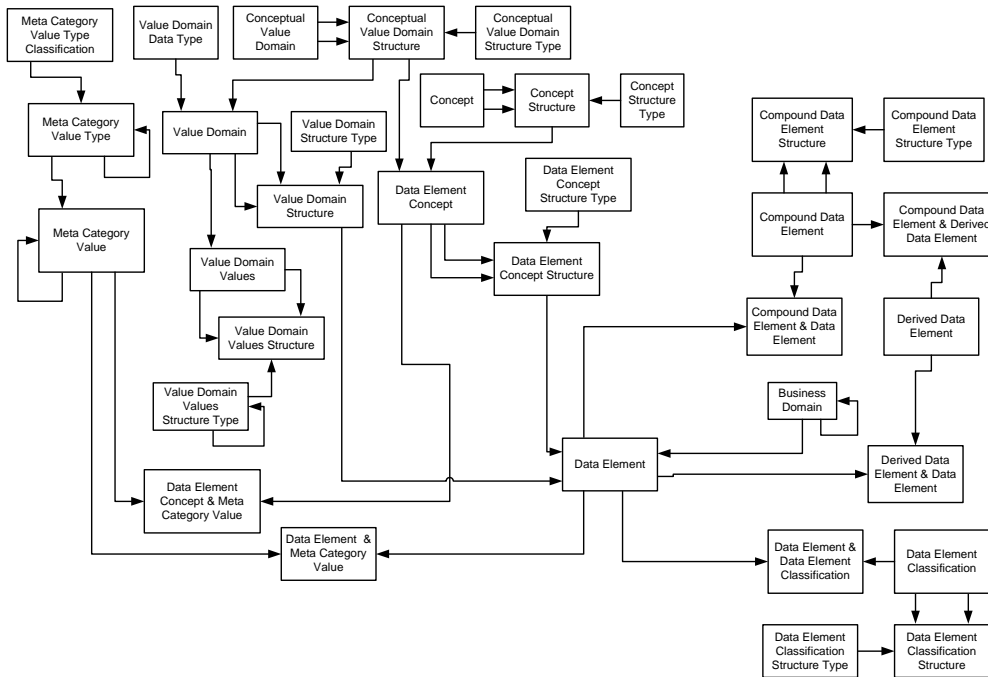 Meta Category
Value Type
Classification
Value Domain
Data Type
Conceptual
Value
Domain
Conceptual
Value Domain
Structure
Conceptual
Value Domain
Structure Type
Concept
Concept
Structure
Concept
Structure
Type
Meta Category
Value Type
Value Domain
Value Domain
Structure Type
Compound Data
Element
Structure
Compound Data
Element
Structure Type
Value Domain
Structure
Data Element
Concept
Data Element
Concept
Structure Type
Meta Category
Value
Compound Data
Element
Compound Data
Element & Derived
Data Element
Value Domain
Values
Data Element
Concept Structure
Value Domain
Values Structure
Compound Data
Element & Data
Element
Derived Data
Element
Value Domain
Values
Structure Type
Business
Domain
Data Element
Derived Data
Element & Data
Element
Data Element
Concept & Meta
Category Value
Data Element &
Meta Category
Value
Data Element &
Data Element
Classification
Data Element
Classification
Data Element
Classification
Structure Type
Data Element
Classification
Structure